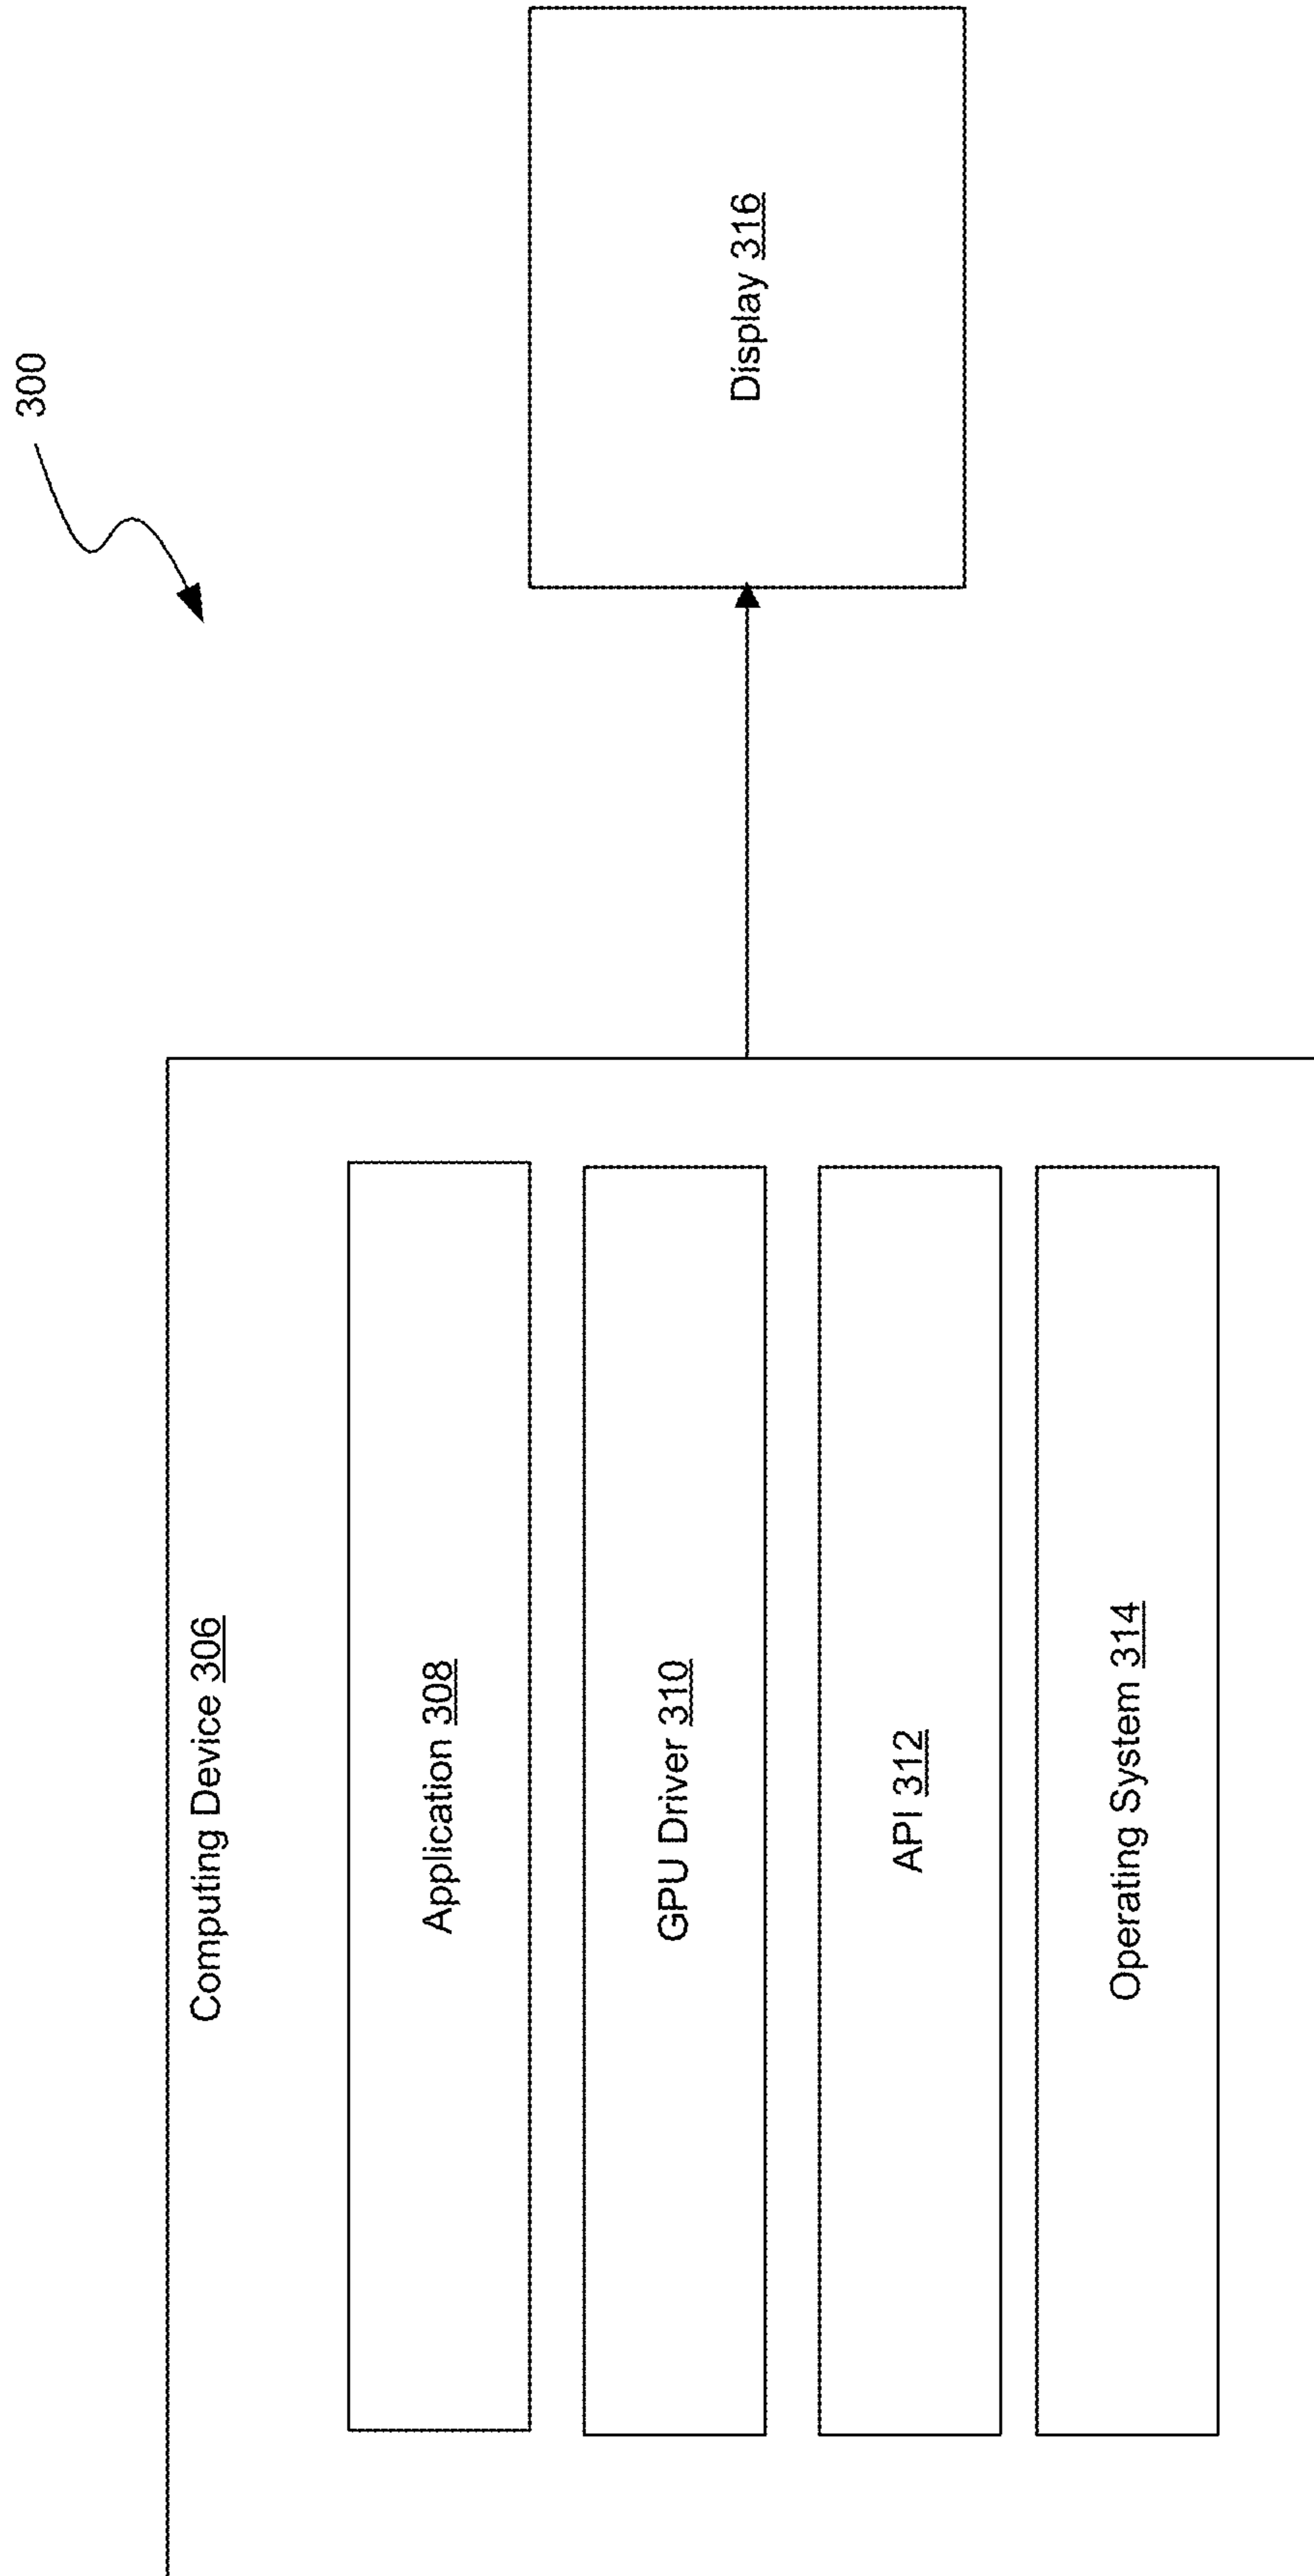 300
Computing Device 306
Application 308
GPU Driver 310
API 312
Operating System 314
Display 316